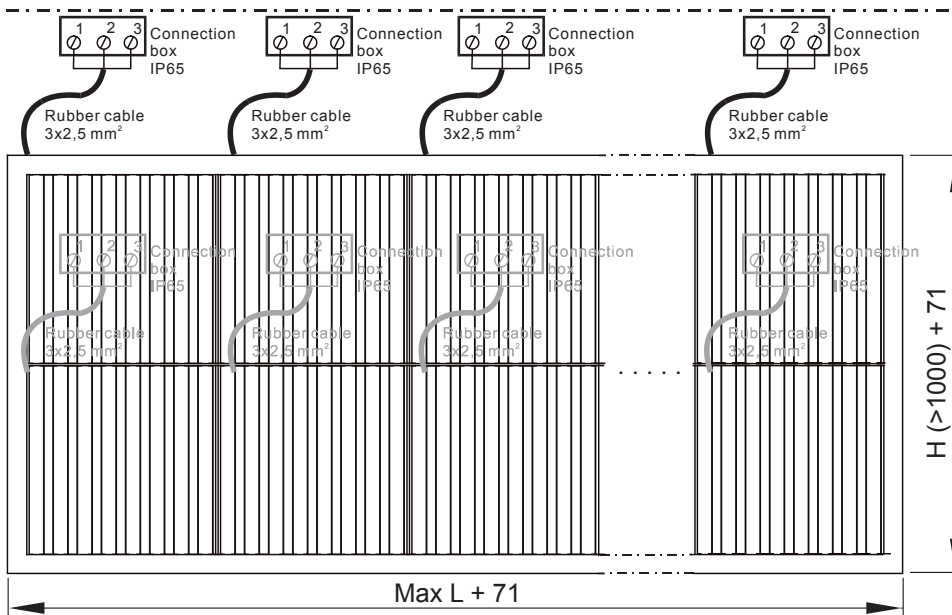 1 2 3 Connection
box
IP65
Rubber cable
3x2,5 mm²
1 2 3 Connection
box
IP65
Rubber cable
3x2,5 mm²
1 2 3 Connection
box
IP65
Rubber cable
3x2,5 mm²
1 2 3 Connection
box
IP65
Rubber cable
3x2,5 mm²
1 2 3 Connection
box
IP65
Rubber cable
3x2,5 mm²
1 2 3 Connection
box
IP65
Rubber cable
3x2,5 mm²
1 2 3 Connection
box
IP65
Rubber cable
3x2,5 mm²
1 2 3 Connection
box
IP65
Rubber cable
3x2,5 mm²
.....
H (>1000) + 71
Max L + 71